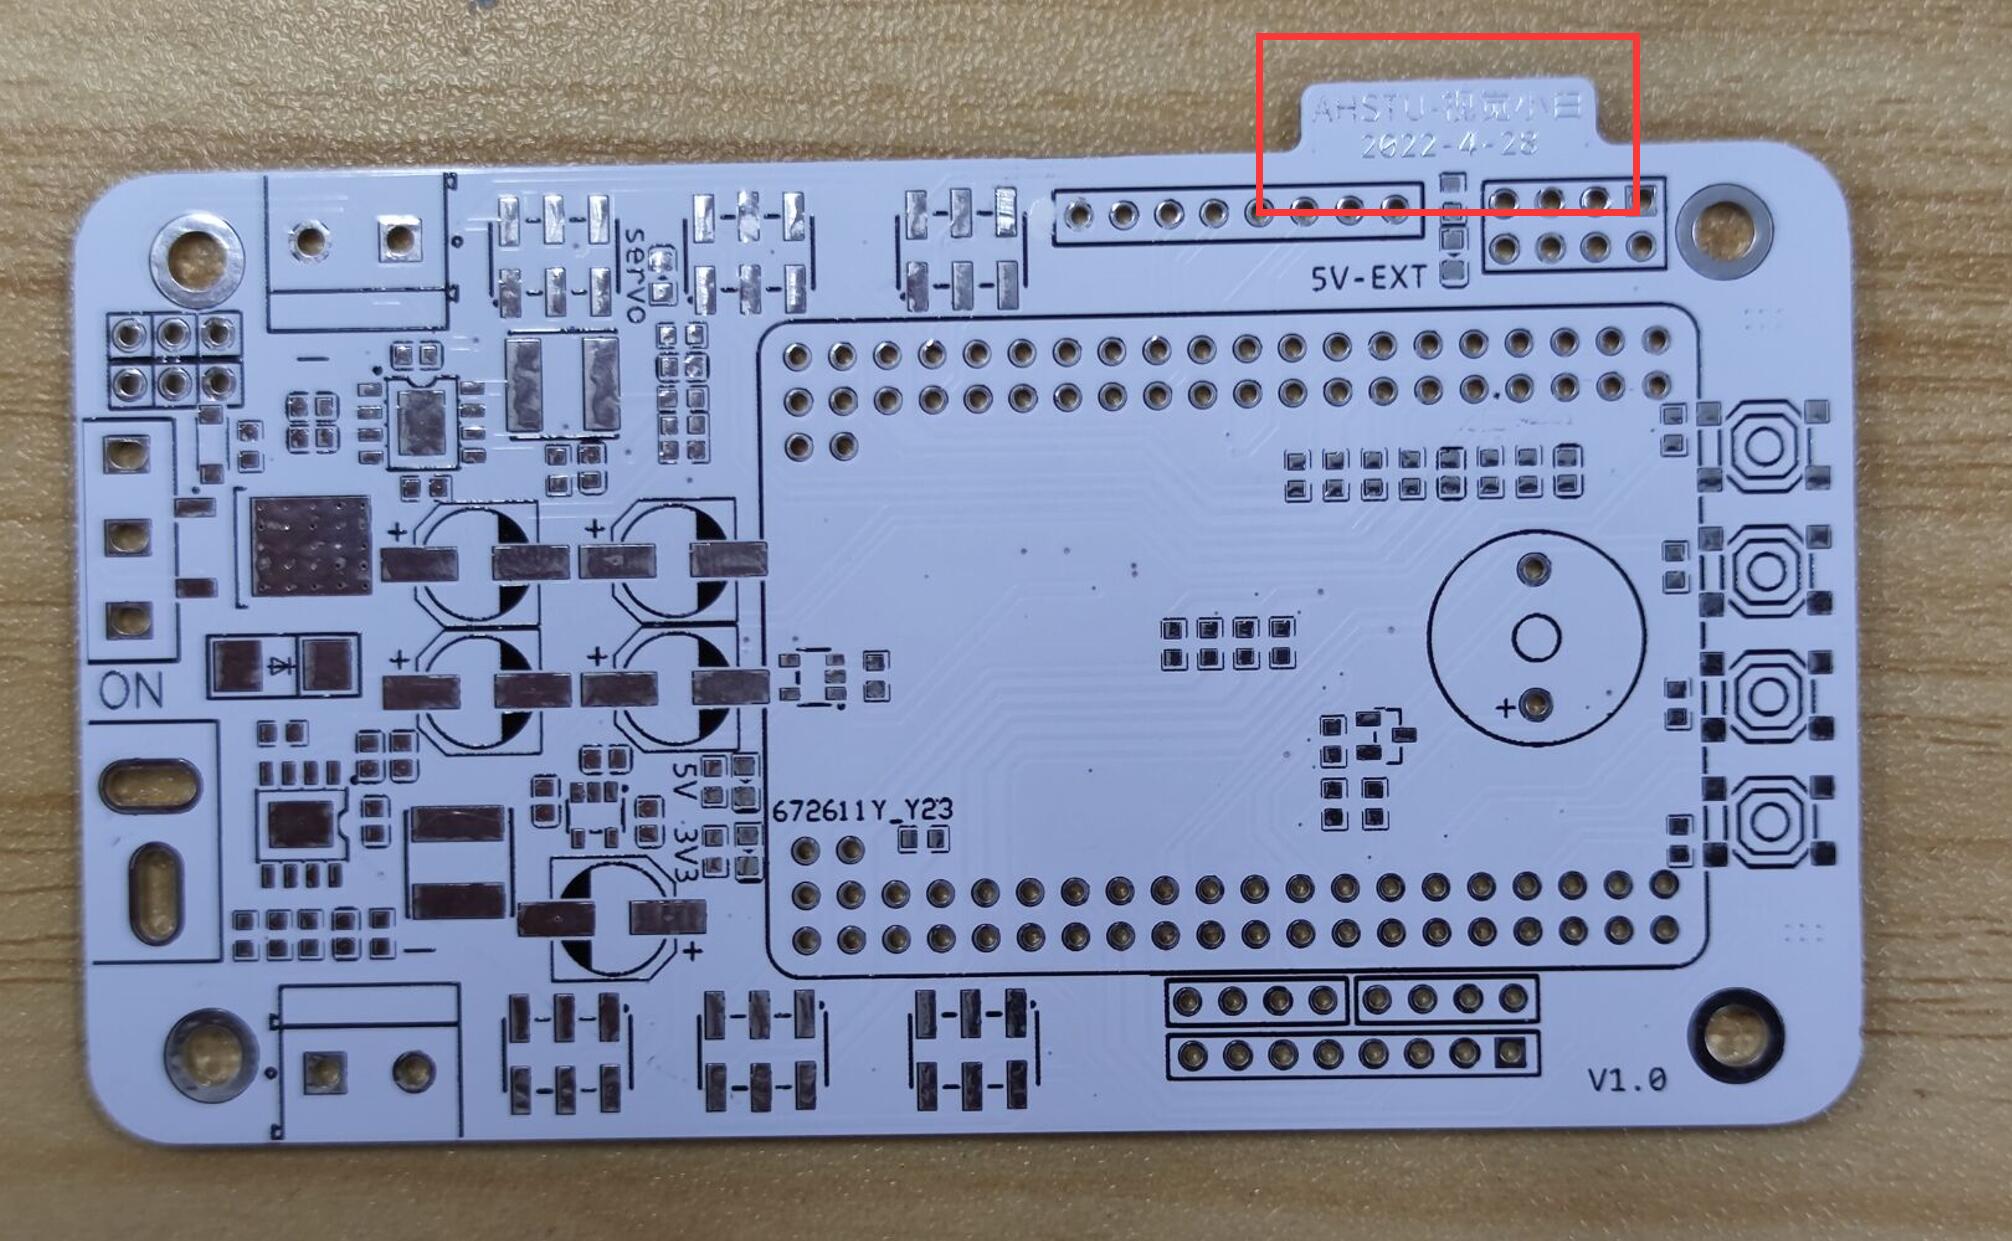 AHSTU-视觉小白
2022-4-28
servo
5V-EXT
ON
5V
3V3
672611Y_Y23
V1.0